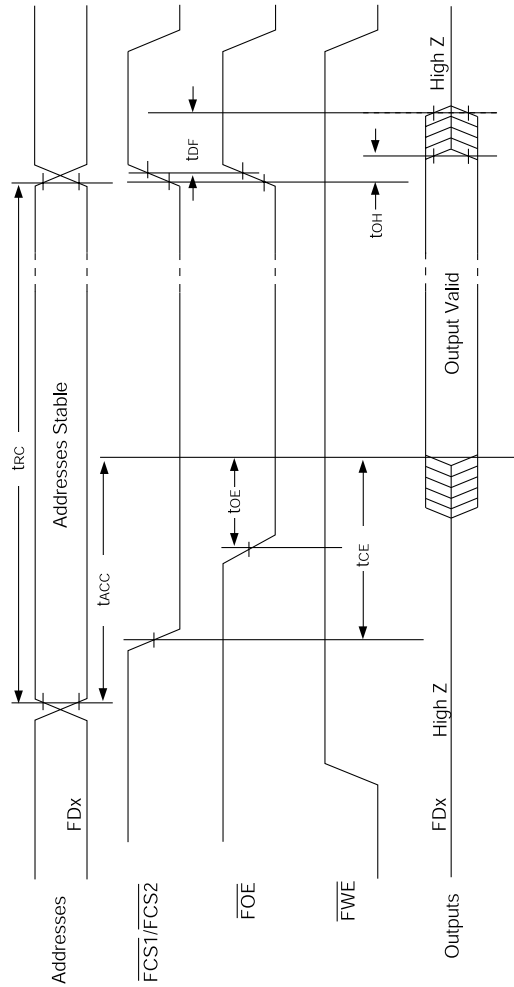 tRC
Addresses
FDx
Addresses Stable
tACC
FCS1/FCS2
tDF
FOE
tOE
FWE
tCE
tOH
Outputs
FDx
High Z
Output Valid
High Z